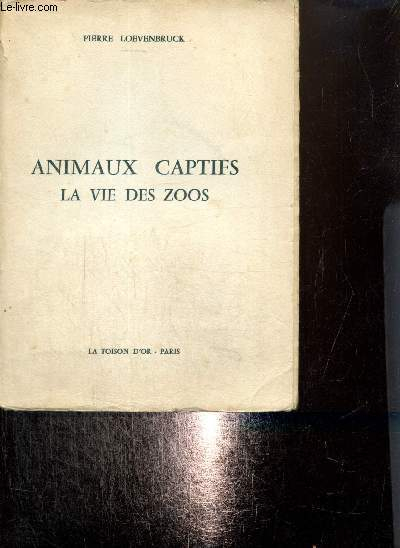 Le-livre.com
PIERRE LOEVENBRUCK
ANIMAUX CAPTIFS
LA VIE DES ZOOS
LA TOISON D'OR - PARIS